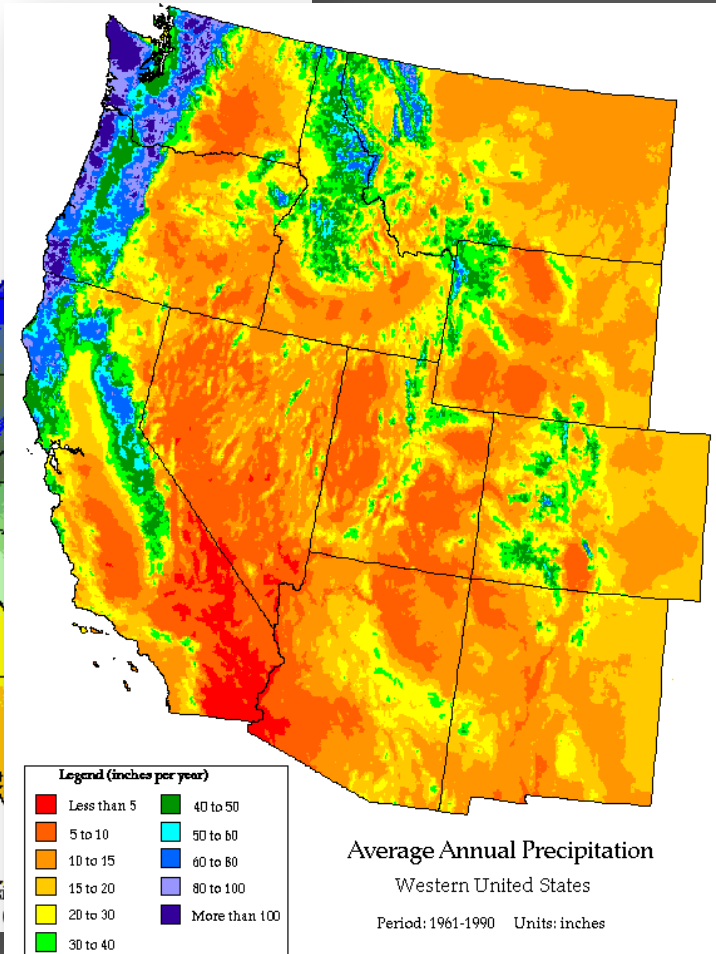 Legend (inches per year)
Less than 5
5 to 10
10 to 15
15 to 20
20 to 30
30 to 40
40 to 50
50 to 60
60 to 80
80 to 100
More than 100
Average Annual Precipitation
Western United States
Period: 1961-1990 Units: inches